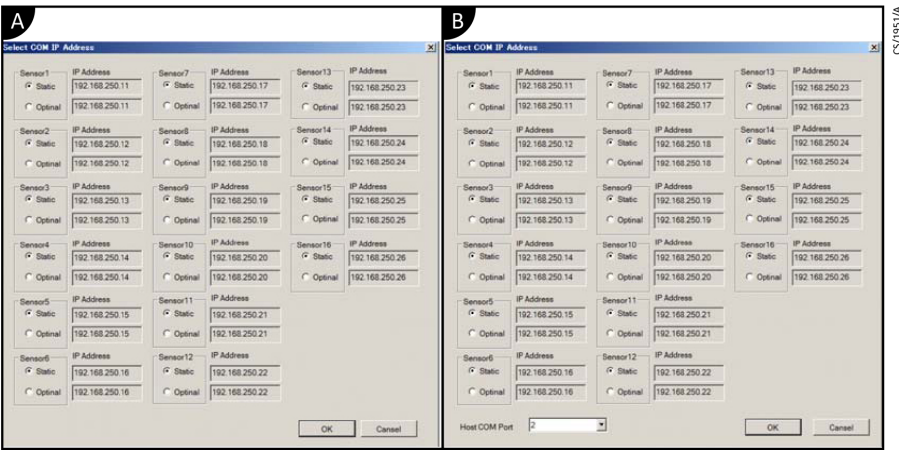 A
Select COM IP Address
Sensor1 IP Address
Static 192.168.250.11
Optinal 192.168.250.11
Sensor2 IP Address
Static 192.168.250.12
Optinal 192.168.250.12
Sensor3 IP Address
Static 192.168.250.13
Optinal 192.168.250.13
Sensor4 IP Address
Static 192.168.250.14
Optinal 192.168.250.14
Sensor5 IP Address
Static 192.168.250.15
Optinal 192.168.250.15
Sensor6 IP Address
Static 192.168.250.16
Optinal 192.168.250.16
Sensor7 IP Address
Static 192.168.250.17
Optinal 192.168.250.17
Sensor8 IP Address
Static 192.168.250.18
Optinal 192.168.250.18
Sensor9 IP Address
Static 192.168.250.19
Optinal 192.168.250.19
Sensor10 IP Address
Static 192.168.250.20
Optinal 192.168.250.20
Sensor11 IP Address
Static 192.168.250.21
Optinal 192.168.250.21
Sensor12 IP Address
Static 192.168.250.22
Optinal 192.168.250.22
Sensor13 IP Address
Static 192.168.250.23
Optinal 192.168.250.23
Sensor14 IP Address
Static 192.168.250.24
Optinal 192.168.250.24
Sensor15 IP Address
Static 192.168.250.25
Optinal 192.168.250.25
Sensor16 IP Address
Static 192.168.250.26
Optinal 192.168.250.26
OK Cansel
B
Select COM IP Address
Sensor1 IP Address
Static 192.168.250.11
Optinal 192.168.250.11
Sensor2 IP Address
Static 192.168.250.12
Optinal 192.168.250.12
Sensor3 IP Address
Static 192.168.250.13
Optinal 192.168.250.13
Sensor4 IP Address
Static 192.168.250.14
Optinal 192.168.250.14
Sensor5 IP Address
Static 192.168.250.15
Optinal 192.168.250.15
Sensor6 IP Address
Static 192.168.250.16
Optinal 192.168.250.16
Sensor7 IP Address
Static 192.168.250.17
Optinal 192.168.250.17
Sensor8 IP Address
Static 192.168.250.18
Optinal 192.168.250.18
Sensor9 IP Address
Static 192.168.250.19
Optinal 192.168.250.19
Sensor10 IP Address
Static 192.168.250.20
Optinal 192.168.250.20
Sensor11 IP Address
Static 192.168.250.21
Optinal 192.168.250.21
Sensor12 IP Address
Static 192.168.250.22
Optinal 192.168.250.22
Sensor13 IP Address
Static 192.168.250.23
Optinal 192.168.250.23
Sensor14 IP Address
Static 192.168.250.24
Optinal 192.168.250.24
Sensor15 IP Address
Static 192.168.250.25
Optinal 192.168.250.25
Sensor16 IP Address
Static 192.168.250.26
Optinal 192.168.250.26
Host COM Port 2
OK Cansel
CS/1951/A